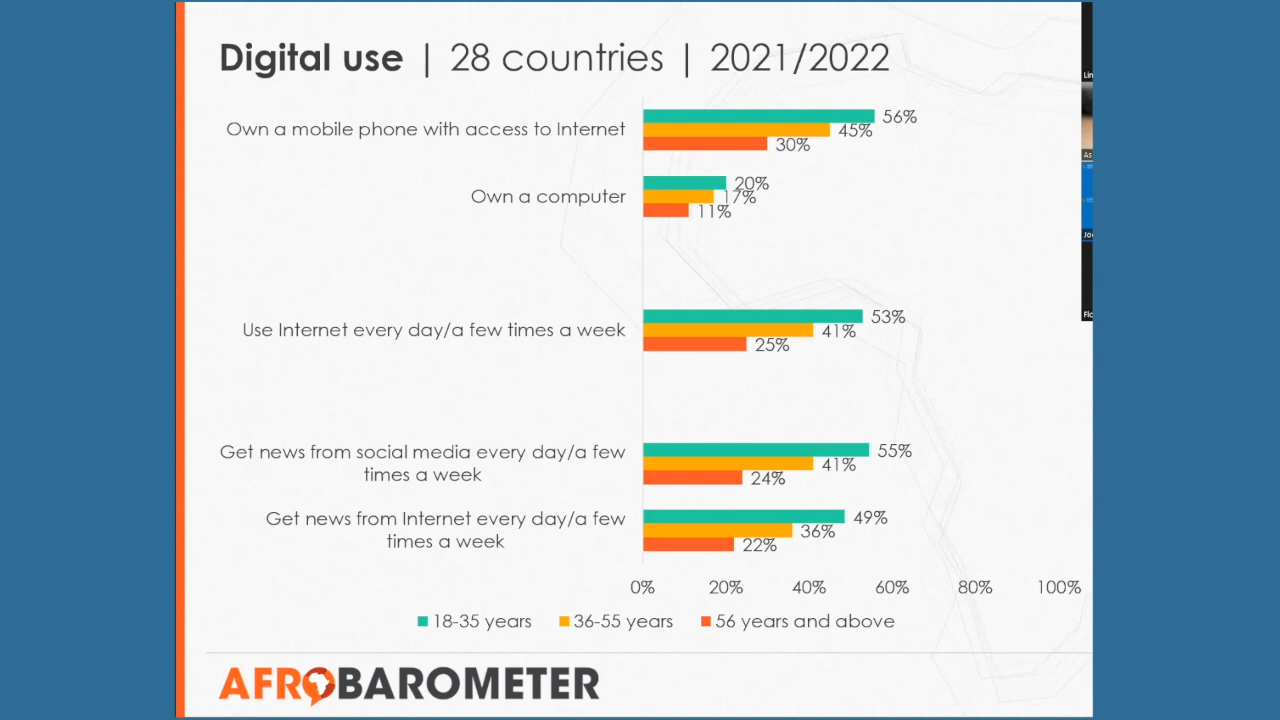 Digital use | 28 countries | 2021/2022
Own a mobile phone with access to Internet
56%
45%
30%
Own a computer
20%
17%
11%
Use Internet every day/a few times a week
53%
41%
25%
Get news from social media every day/a few
times a week
55%
41%
24%
Get news from Internet every day/a few
times a week
49%
36%
22%
0% 20% 40% 60% 80% 100%
18-35 years 36-55 years 56 years and above
AFROBAROMETER